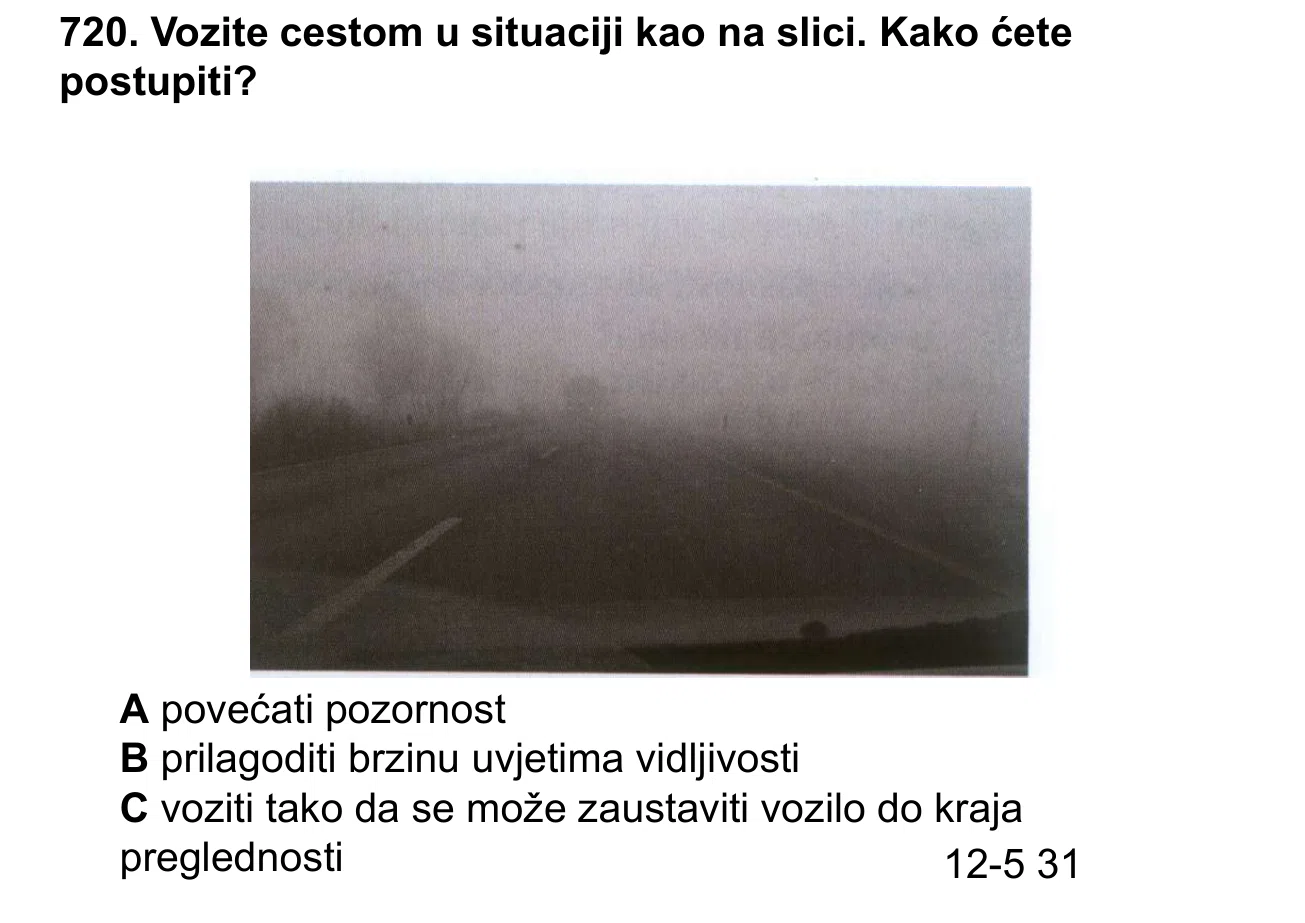 720. Vozite cestom u situaciji kao na slici. Kako ćete
postupiti?
A povećati pozornost
B prilagoditi brzinu uvjetima vidljivosti
C voziti tako da se može zaustaviti vozilo do kraja
preglednosti
12-5 31